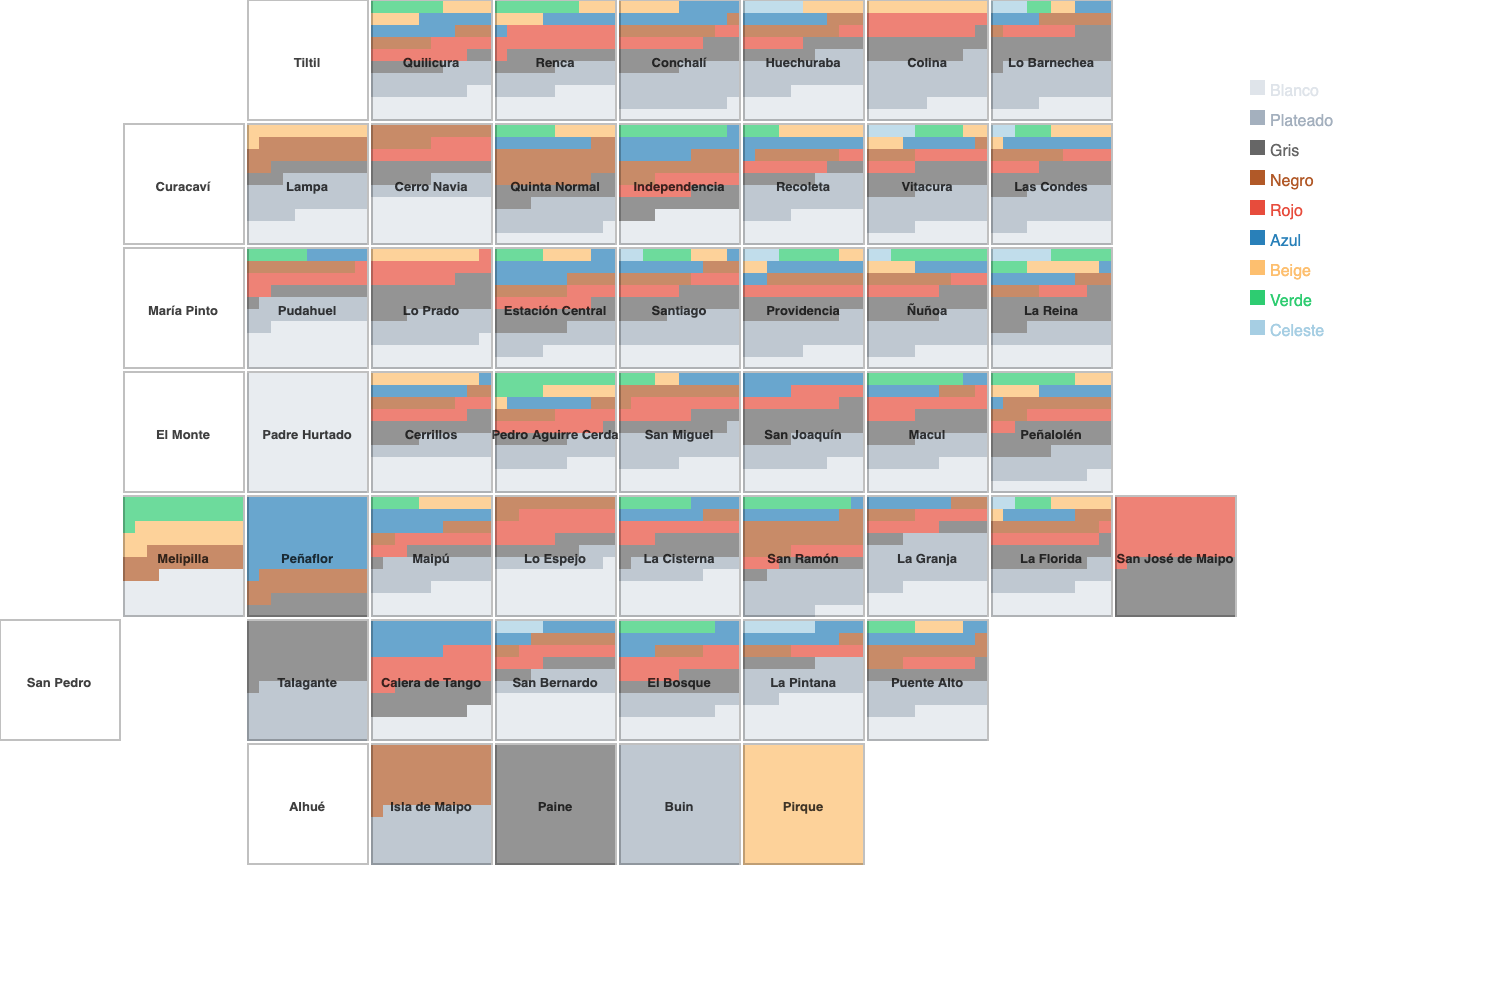 Tiltil
Quilicura
Renca
Conchalí
Huechuraba
Colina
Lo Barnechea
Curacaví
Lampa
Cerro Navia
Quinta Normal
Independencia
Recoleta
Vitacura
Las Condes
María Pinto
Pudahuel
Lo Prado
Estación Central
Santiago
Providencia
Ñuñoa
La Reina
El Monte
Padre Hurtado
Cerrillos
Pedro Aguirre Cerda
San Miguel
San Joaquín
Macul
Peñalolén
Melipilla
Peñaflor
Maipú
Lo Espejo
La Cisterna
San Ramón
La Granja
La Florida
San José de Maipo
San Pedro
Talagante
Calera de Tango
San Bernardo
El Bosque
La Pintana
Puente Alto
Alhué
Isla de Maipo
Paine
Buin
Pirque
Blanco
Plateado
Gris
Negro
Rojo
Azul
Beige
Verde
Celeste